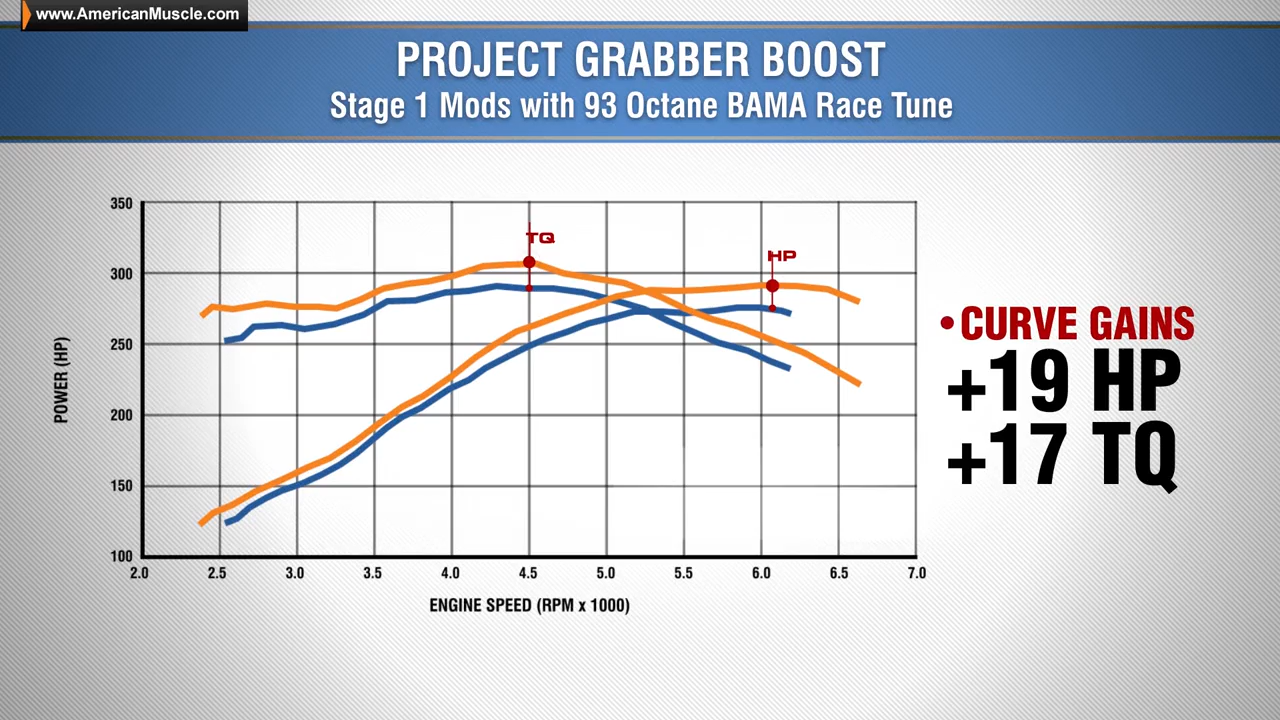 www.AmericanMuscle.com
PROJECT GRABBER BOOST
Stage 1 Mods with 93 Octane BAMA Race Tune
350
300
250
200
150
100
POWER (HP)
TQ
HP
2.0 2.5 3.0 3.5 4.0 4.5 5.0 5.5 6.0 6.5 7.0
ENGINE SPEED (RPM x 1000)
•CURVE GAINS
+19 HP
+17 TQ